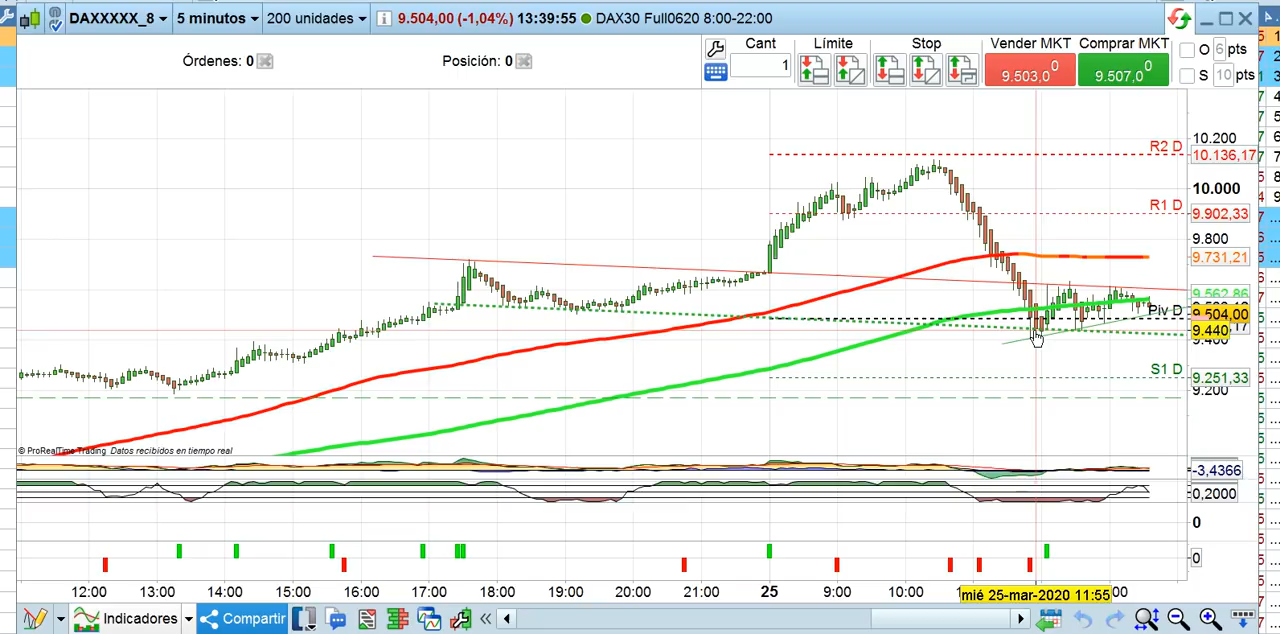 DAXXXXX_8 5 minutos 200 unidades 9.504,00 (-1,04%) 13:39:55 DAX30 Full0620 8:00-22:00
Órdenes: 0 Posición: 0
Cant Límite Stop Vender MKT Comprar MKT
1
9.503,0 0 9.507,0 0
O 6 pts
S 10 pts
10.200
R2 D 10.136,17
10.000
R1 D 9.902,33
9.800
9.731,21
9.562,86
Piv D 9.504,00
9.440
9.400
S1 D 9.251,33
9.200
© ProRealTime Trading Datos recibidos en tiempo real
-3,4366
0,2000
0
0
12:00 13:00 14:00 15:00 16:00 17:00 18:00 19:00 20:00 21:00 22:00 25 9:00 10:00 mié 25-mar-2020 11:55 00
Indicadores Compartir